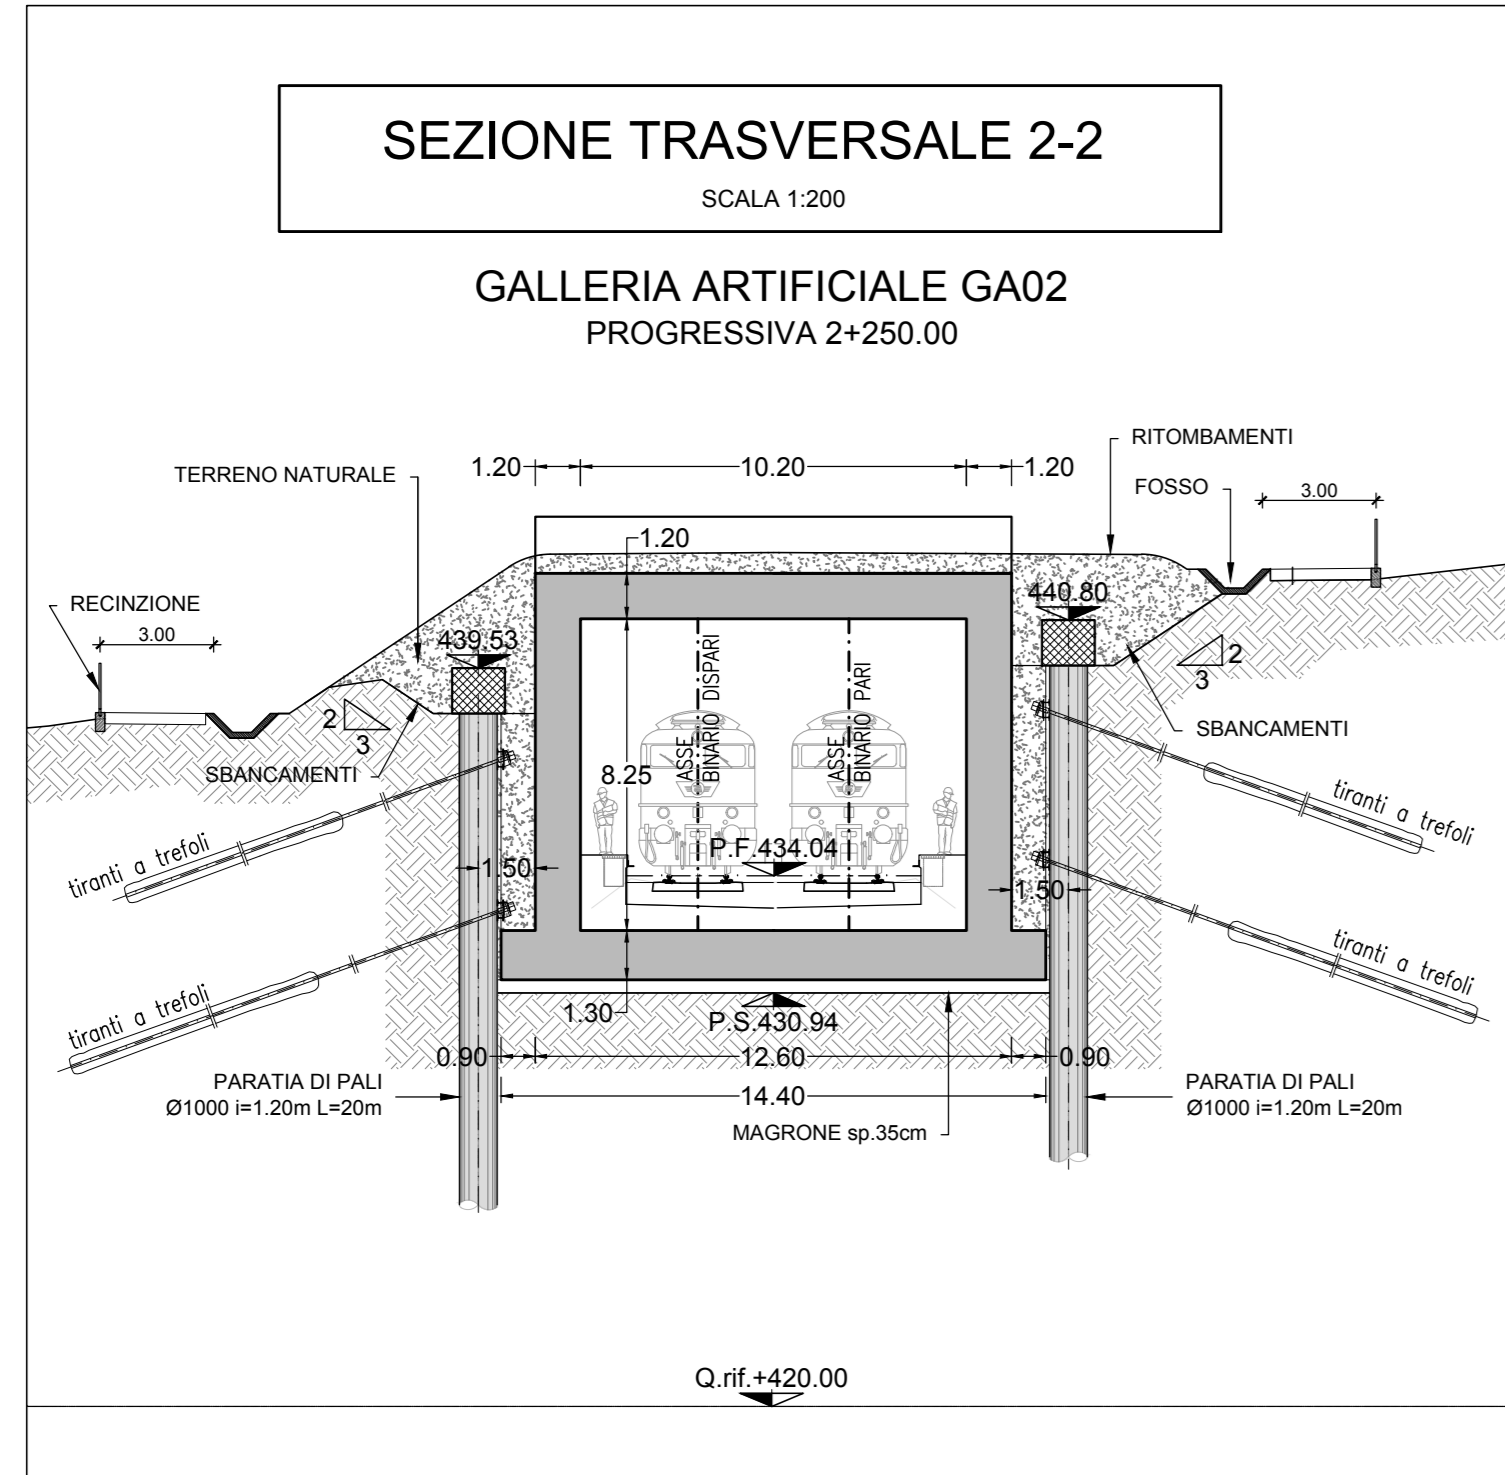 SEZIONE TRASVERSALE 2-2
SCALA 1:200
GALLERIA ARTIFICIALE GA02
PROGRESSIVA 2+250.00
RITOMBAMENTI
TERRENO NATURALE
1.20
10.20
1.20
FOSSO
3.00
1.20
RECINZIONE
3.00
439.53
440.80
2
3
2
3
SBANCAMENTI
SBANCAMENTI
ASSE
BINARIO DISPARI
ASSE
BINARIO PARI
8.25
tiranti a trefoli
tiranti a trefoli
P.F.434.04
1.50
1.50
tiranti a trefoli
tiranti a trefoli
1.30
P.S.430.94
0.90
12.60
0.90
PARATIA DI PALI
Ø1000 i=1.20m L=20m
14.40
PARATIA DI PALI
Ø1000 i=1.20m L=20m
MAGRONE sp.35cm
Q.rif.+420.00